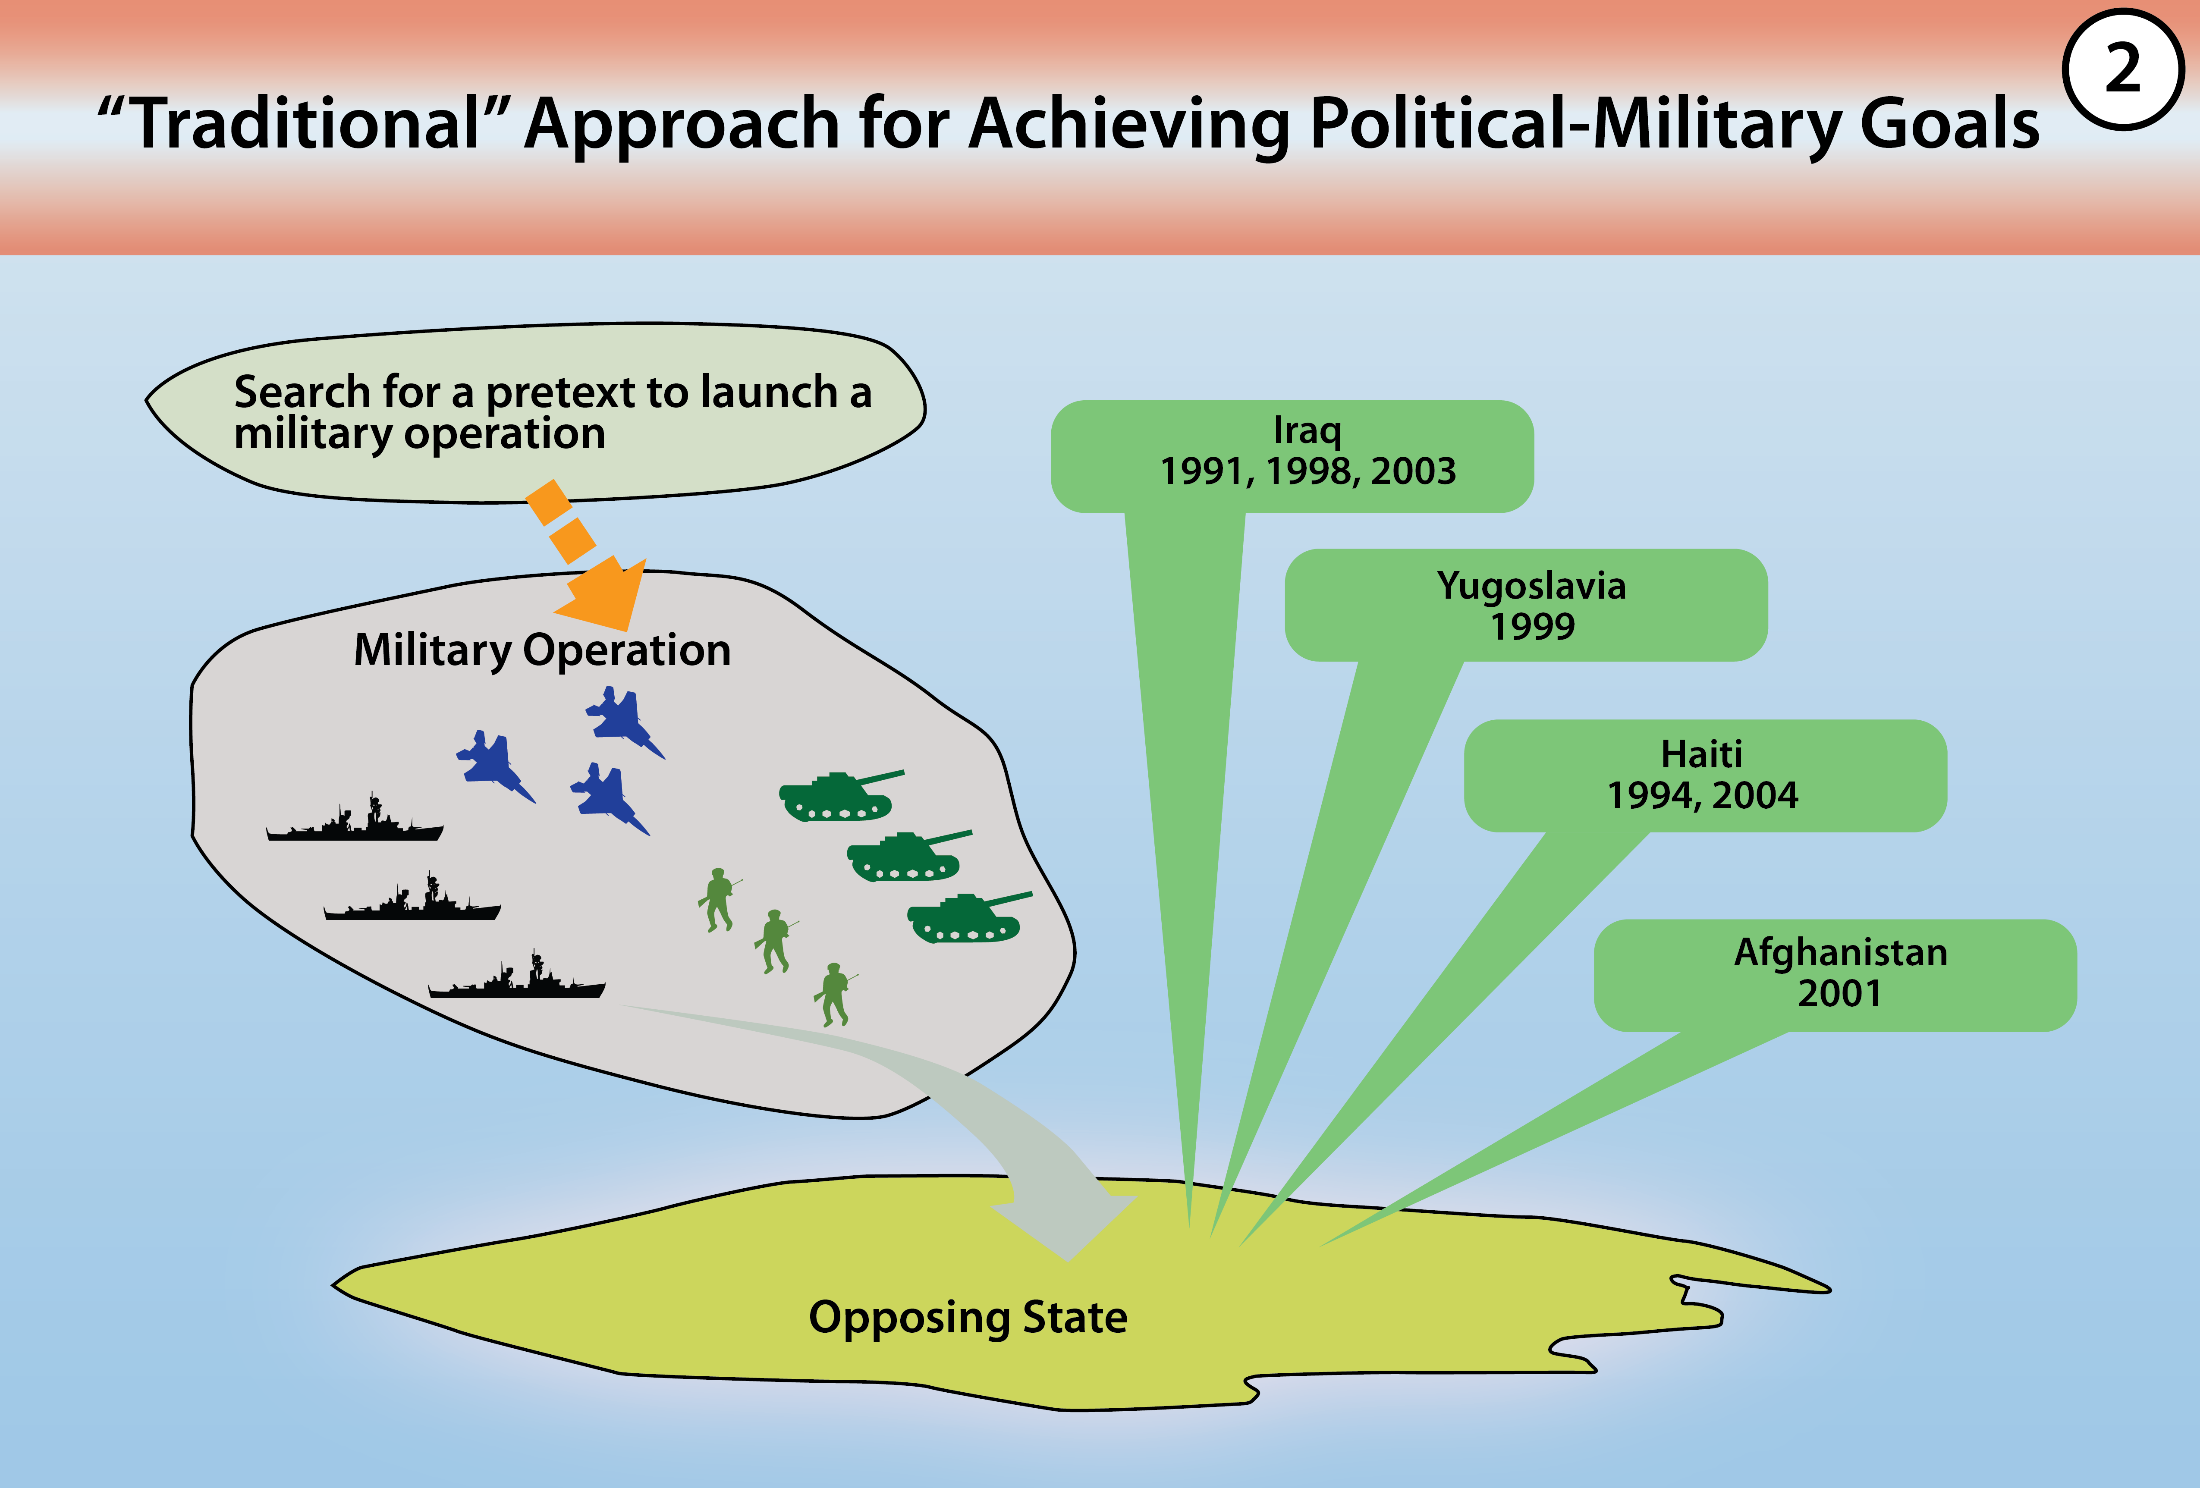 “Traditional” Approach for Achieving Political-Military Goals
2
Search for a pretext to launch a
military operation
Military Operation
Iraq
1991, 1998, 2003
Yugoslavia
1999
Haiti
1994, 2004
Afghanistan
2001
Opposing State